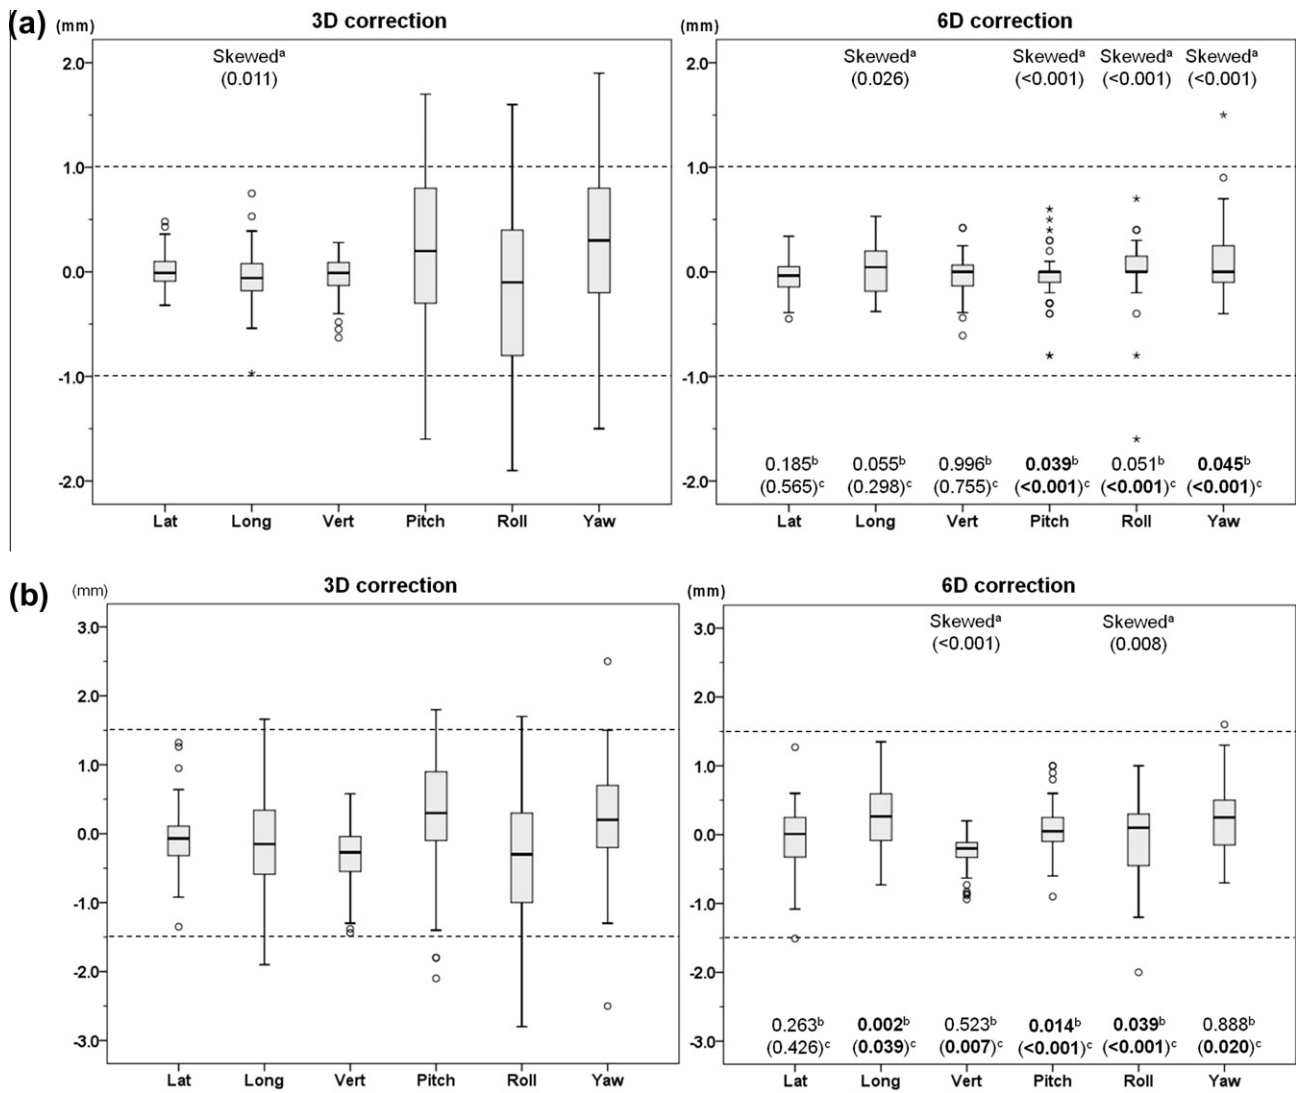 (a)
(mm)
3D correction
Skewedᵃ
(0.011)
2.0
1.0
0.0
-1.0
-2.0
Lat Long Vert Pitch Roll Yaw
(mm)
6D correction
Skewedᵃ Skewedᵃ Skewedᵃ Skewedᵃ
(0.026) (<0.001) (<0.001) (<0.001)
2.0
1.0
0.0
-1.0
-2.0
0.185ᵇ 0.055ᵇ 0.996ᵇ 0.039ᵇ 0.051ᵇ 0.045ᵇ
(0.565)ᶜ (0.298)ᶜ (0.755)ᶜ (<0.001)ᶜ (<0.001)ᶜ (<0.001)ᶜ
Lat Long Vert Pitch Roll Yaw
(b)
(mm)
3D correction
3.0
2.0
1.0
0.0
-1.0
-2.0
-3.0
Lat Long Vert Pitch Roll Yaw
(mm)
6D correction
Skewedᵃ Skewedᵃ
(<0.001) (0.008)
3.0
2.0
1.0
0.0
-1.0
-2.0
-3.0
0.263ᵇ 0.002ᵇ 0.523ᵇ 0.014ᵇ 0.039ᵇ 0.888ᵇ
(0.426)ᶜ (0.039)ᶜ (0.007)ᶜ (<0.001)ᶜ (<0.001)ᶜ (0.020)ᶜ
Lat Long Vert Pitch Roll Yaw